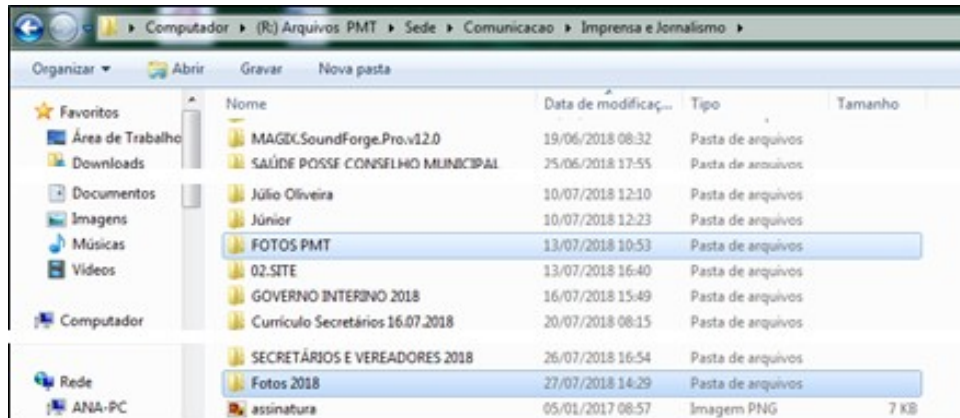 Computador ▸ (R:) Arquivos PMT ▸ Sede ▸ Comunicacao ▸ Imprensa e Jornalismo ▸
Organizar Abrir Gravar Nova pasta
Favoritos Nome Data de modificaç... Tipo Tamanho
Área de Trabalho MAGIX.SoundForge.Pro.v12.0 19/06/2018 08:32 Pasta de arquivos
Downloads SAÚDE POSSE CONSELHO MUNICIPAL 25/06/2018 17:55 Pasta de arquivos
Documentos Júlio Oliveira 10/07/2018 12:10 Pasta de arquivos
Imagens Júnior 10/07/2018 12:23 Pasta de arquivos
Músicas FOTOS PMT 13/07/2018 10:53 Pasta de arquivos
Vídeos 02.SITE 13/07/2018 16:40 Pasta de arquivos
GOVERNO INTERINO 2018 16/07/2018 15:49 Pasta de arquivos
Computador Currículo Secretários 16.07.2018 20/07/2018 08:15 Pasta de arquivos
SECRETÁRIOS E VEREADORES 2018 26/07/2018 16:54 Pasta de arquivos
Rede Fotos 2018 27/07/2018 14:29 Pasta de arquivos
ANA-PC assinatura 05/01/2017 08:57 Imagem PNG 7 KB